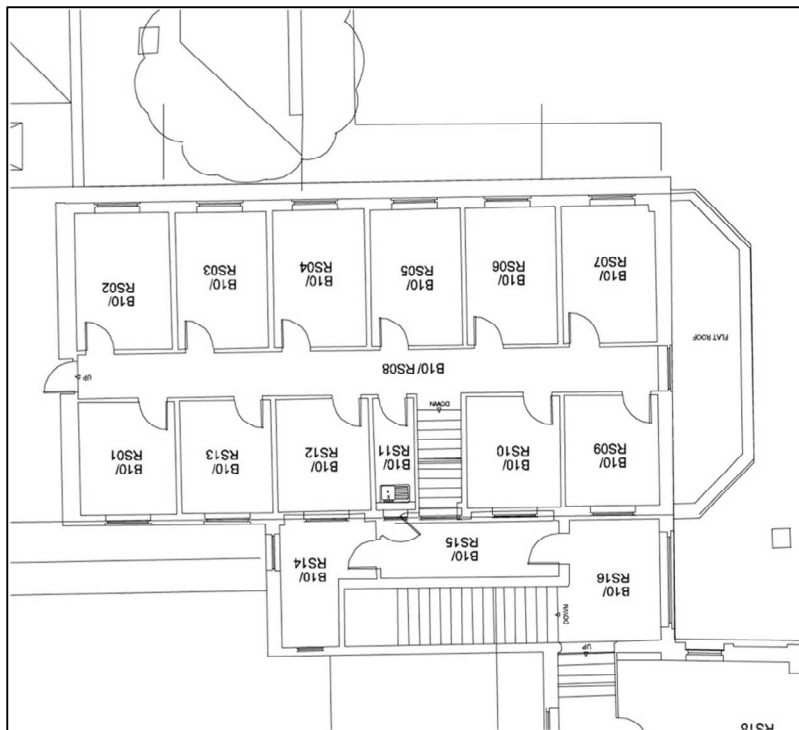 B10/
RS02
B10/
RS03
B10/
RS04
B10/
RS05
B10/
RS06
B10/
RS07
FLAT ROOF
B10/ RS08
UP
DOWN
B10/
RS01
B10/
RS13
B10/
RS12
B10/
RS11
B10/
RS10
B10/
RS09
B10/
RS14
B10/
RS15
B10/
RS16
DOWN
UP